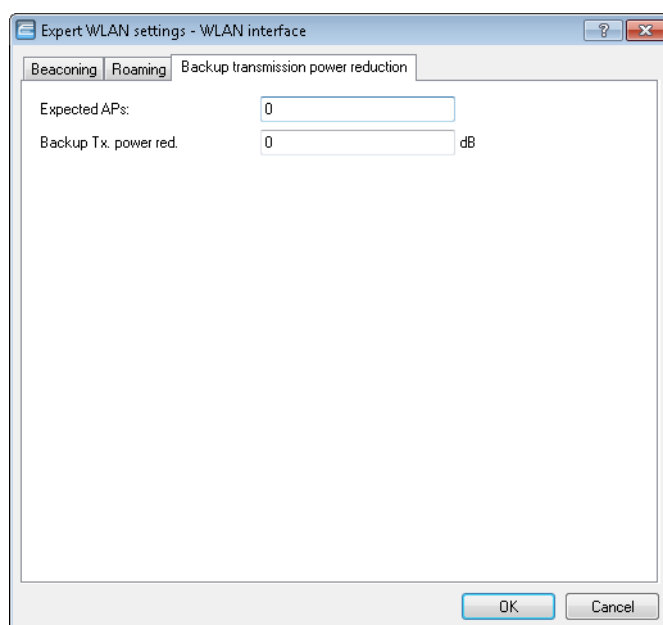 Expert WLAN settings - WLAN interface
Beaconing Roaming Backup transmission power reduction
Expected APs: 0
Backup Tx. power red. 0 dB
OK Cancel